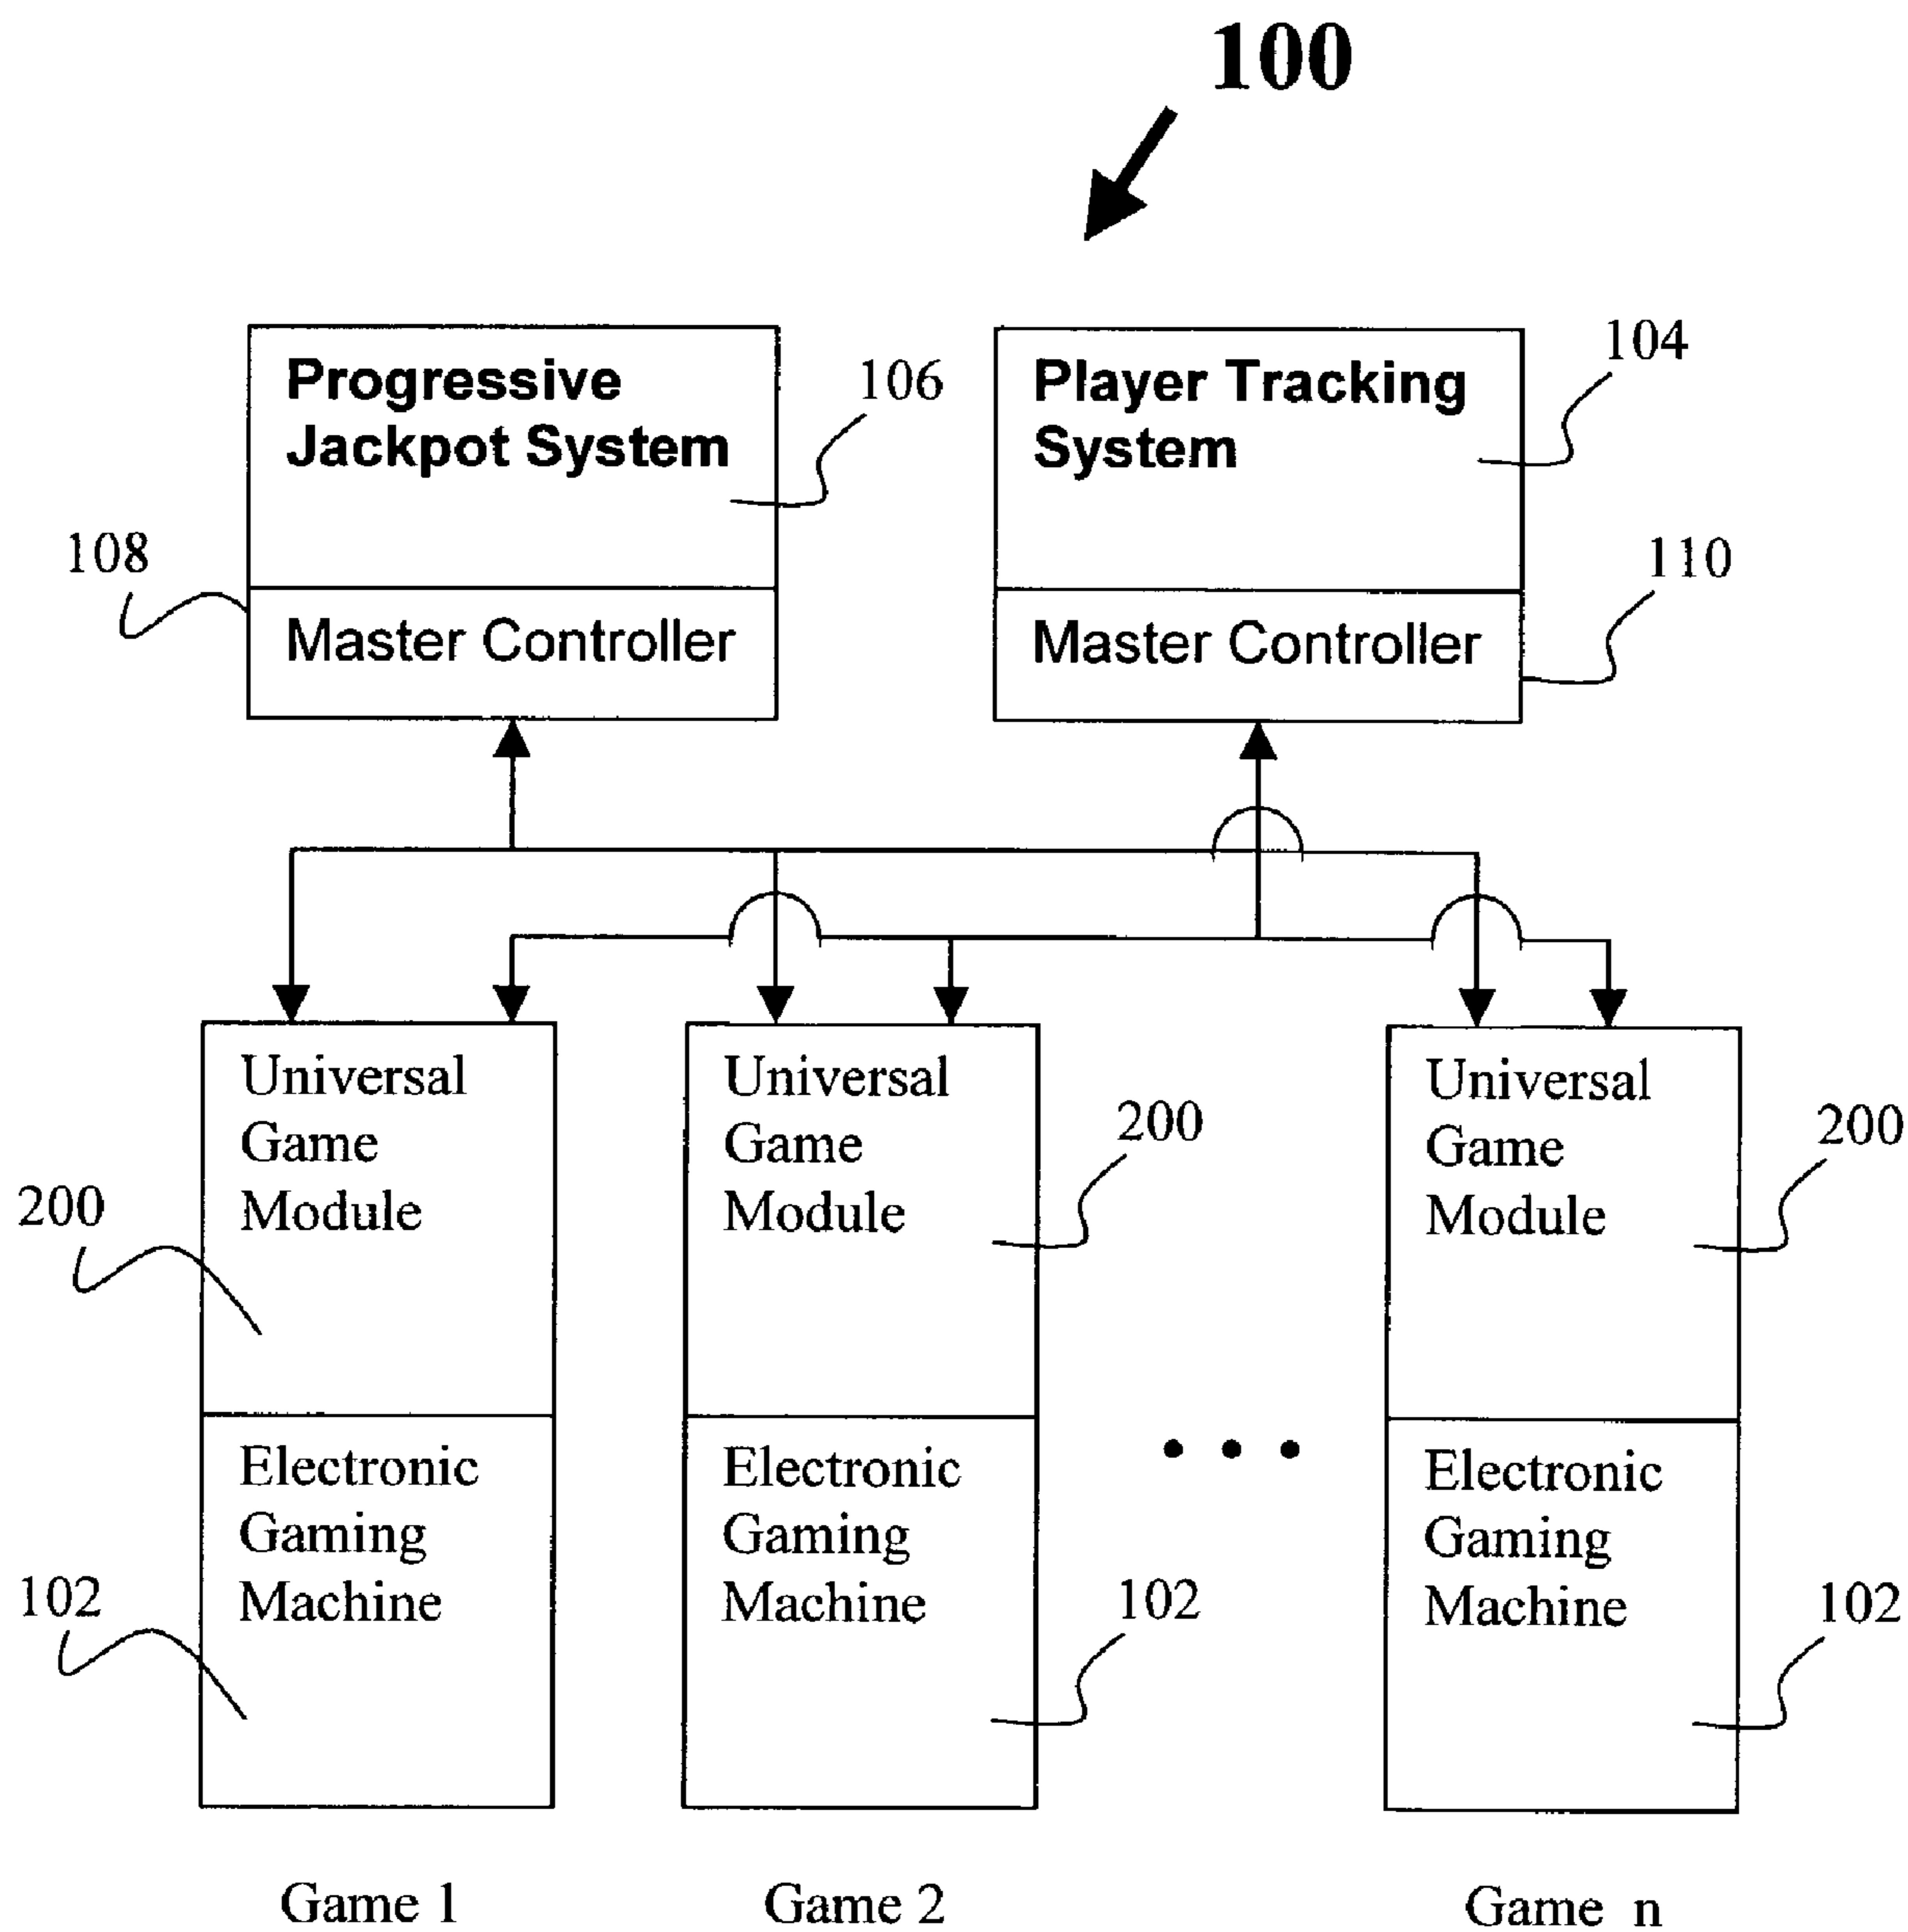 100
Progressive
Jackpot System
106
108
Master Controller
Player Tracking
System
104
110
Master Controller
Universal
Game
Module
200
Electronic
Gaming
Machine
102
Game 1
Universal
Game
Module
200
Electronic
Gaming
Machine
102
Game 2
Universal
Game
Module
200
Electronic
Gaming
Machine
102
Game n